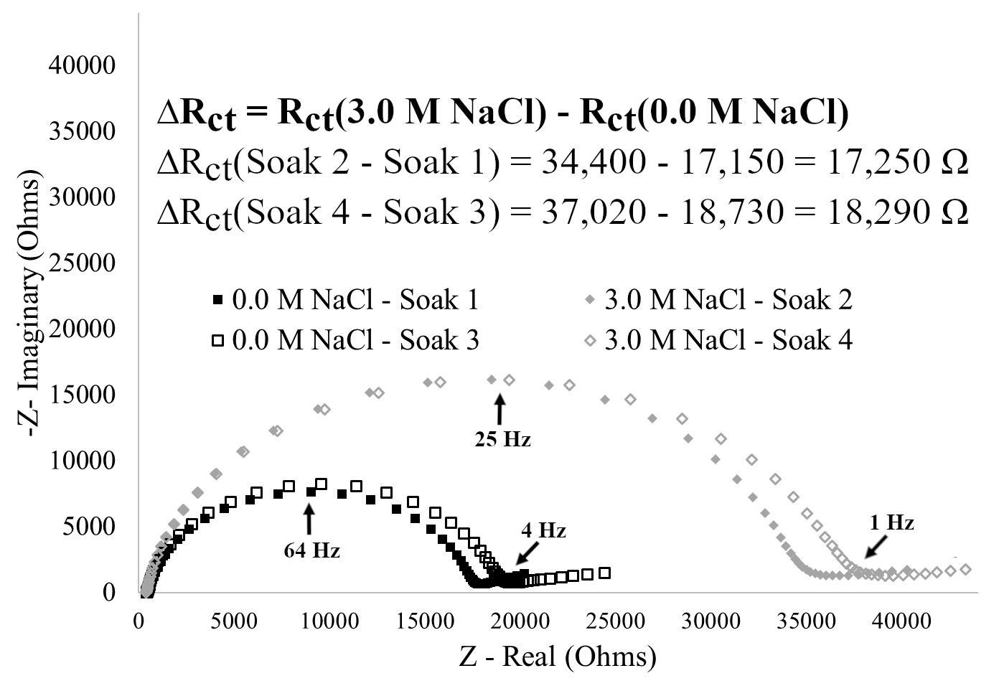 40000
∆Rct = Rct(3.0 M NaCl) - Rct(0.0 M NaCl)
35000
∆Rct(Soak 2 - Soak 1) = 34,400 - 17,150 = 17,250 Ω
30000
∆Rct(Soak 4 - Soak 3) = 37,020 - 18,730 = 18,290 Ω
25000
-Z- Imaginary (Ohms)
0.0 M NaCl - Soak 1
3.0 M NaCl - Soak 2
20000
0.0 M NaCl - Soak 3
3.0 M NaCl - Soak 4
15000
25 Hz
10000
5000
64 Hz
4 Hz
1 Hz
0
0 5000 10000 15000 20000 25000 30000 35000 40000
Z - Real (Ohms)